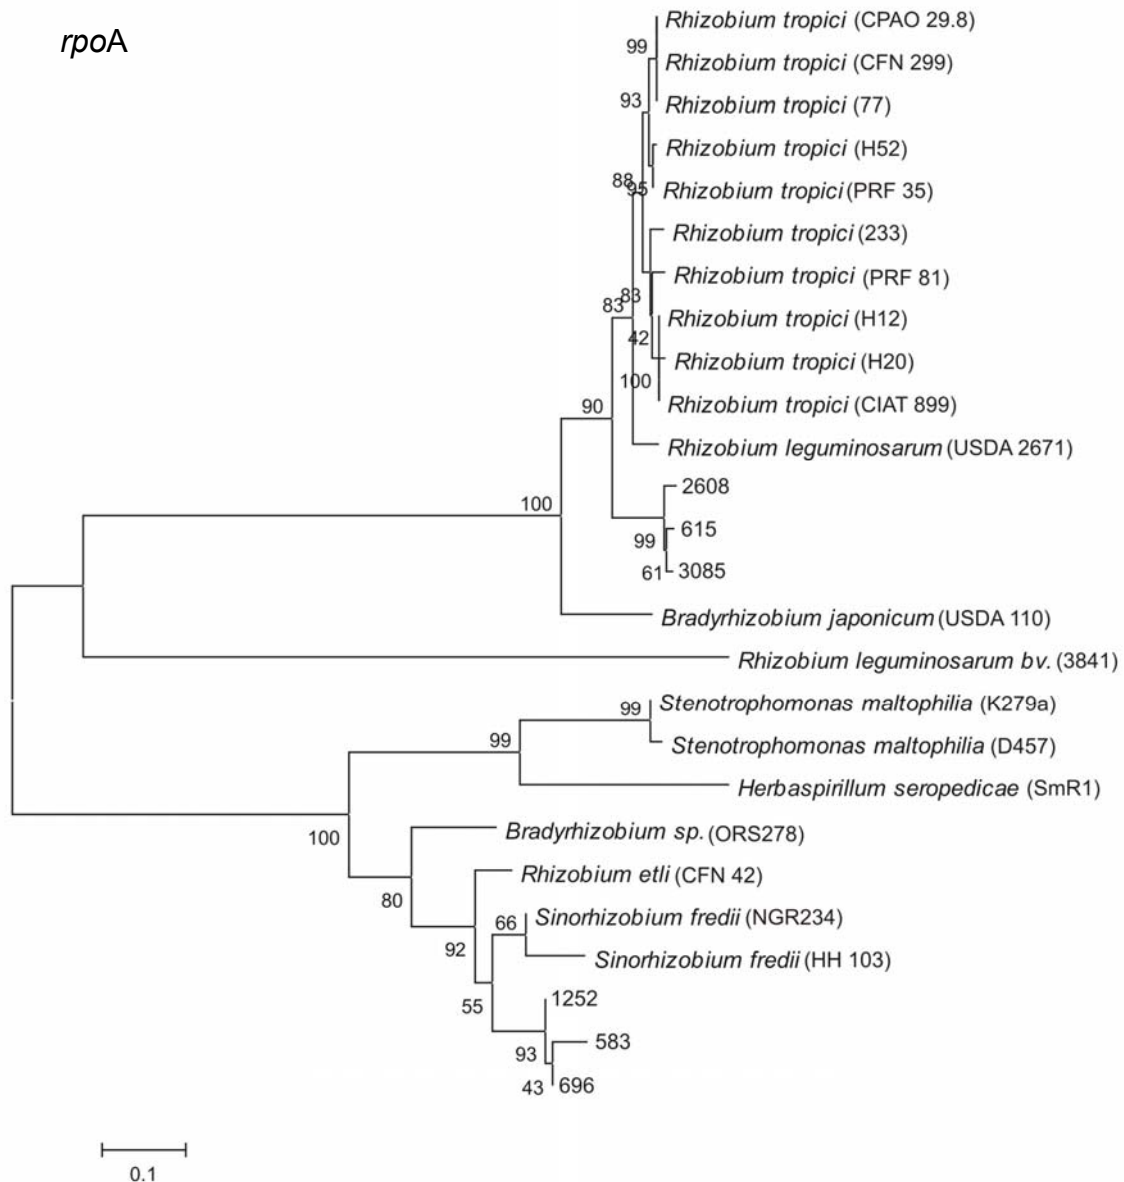 rpoA
Rhizobium tropici (CPAO 29.8)
99
Rhizobium tropici (CFN 299)
93
Rhizobium tropici (77)
Rhizobium tropici (H52)
88
95
Rhizobium tropici (PRF 35)
Rhizobium tropici (233)
Rhizobium tropici (PRF 81)
83
83
Rhizobium tropici (H12)
42
Rhizobium tropici (H20)
100
Rhizobium tropici (CIAT 899)
90
Rhizobium leguminosarum (USDA 2671)
2608
100
615
99
61
3085
Bradyrhizobium japonicum (USDA 110)
Rhizobium leguminosarum bv. (3841)
Stenotrophomonas maltophilia (K279a)
99
Stenotrophomonas maltophilia (D457)
99
Herbaspirillum seropedicae (SmR1)
Bradyrhizobium sp. (ORS278)
100
Rhizobium etli (CFN 42)
80
66
Sinorhizobium fredii (NGR234)
92
Sinorhizobium fredii (HH 103)
1252
55
583
93
43
696
0.1